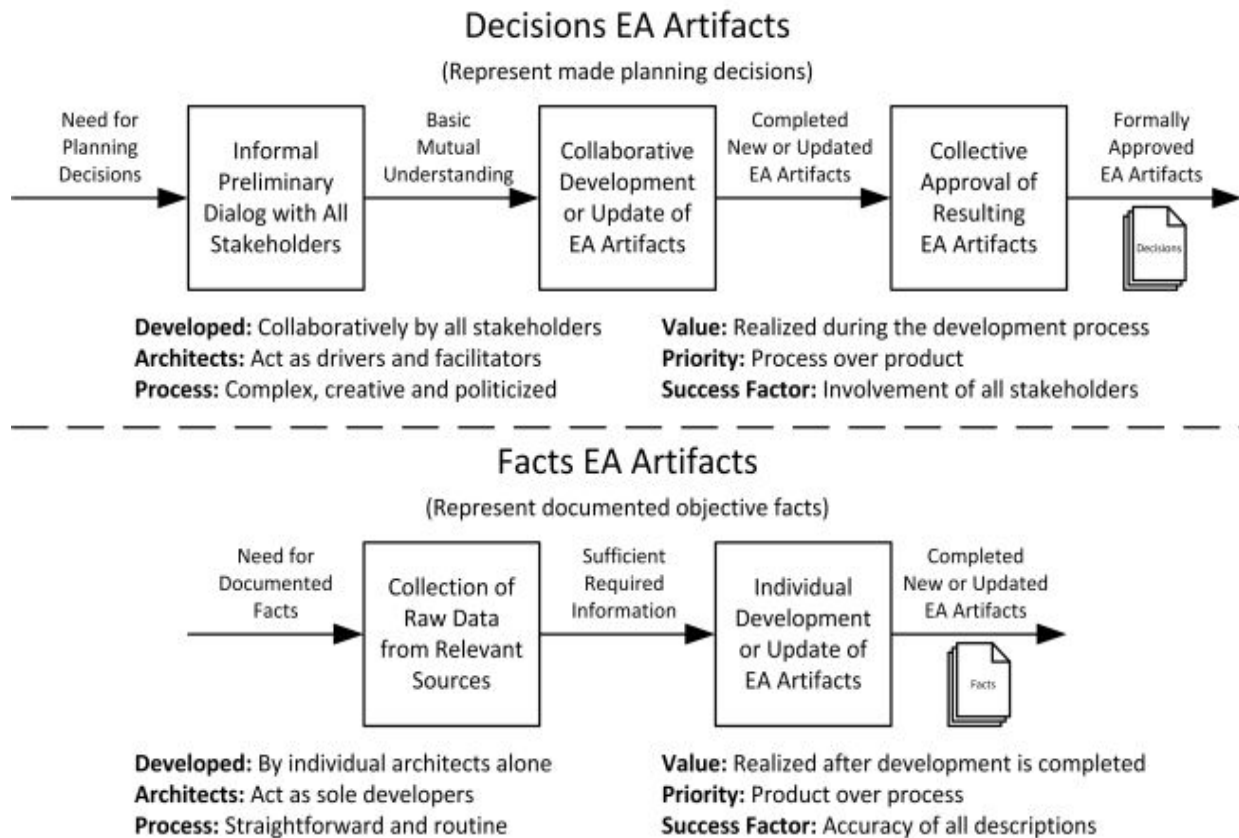 Decisions EA Artifacts
(Represent made planning decisions)
Need for
Planning
Decisions
Informal
Preliminary
Dialog with All
Stakeholders
Basic
Mutual
Understanding
Collaborative
Development
or Update of
EA Artifacts
Completed
New or Updated
EA Artifacts
Collective
Approval of
Resulting
EA Artifacts
Formally
Approved
EA Artifacts
Decisions
Developed: Collaboratively by all stakeholders
Architects: Act as drivers and facilitators
Process: Complex, creative and politicized
Value: Realized during the development process
Priority: Process over product
Success Factor: Involvement of all stakeholders
Facts EA Artifacts
(Represent documented objective facts)
Need for
Documented
Facts
Collection of
Raw Data
from Relevant
Sources
Sufficient
Required
Information
Individual
Development
or Update of
EA Artifacts
Completed
New or Updated
EA Artifacts
Facts
Developed: By individual architects alone
Architects: Act as sole developers
Process: Straightforward and routine
Value: Realized after development is completed
Priority: Product over process
Success Factor: Accuracy of all descriptions